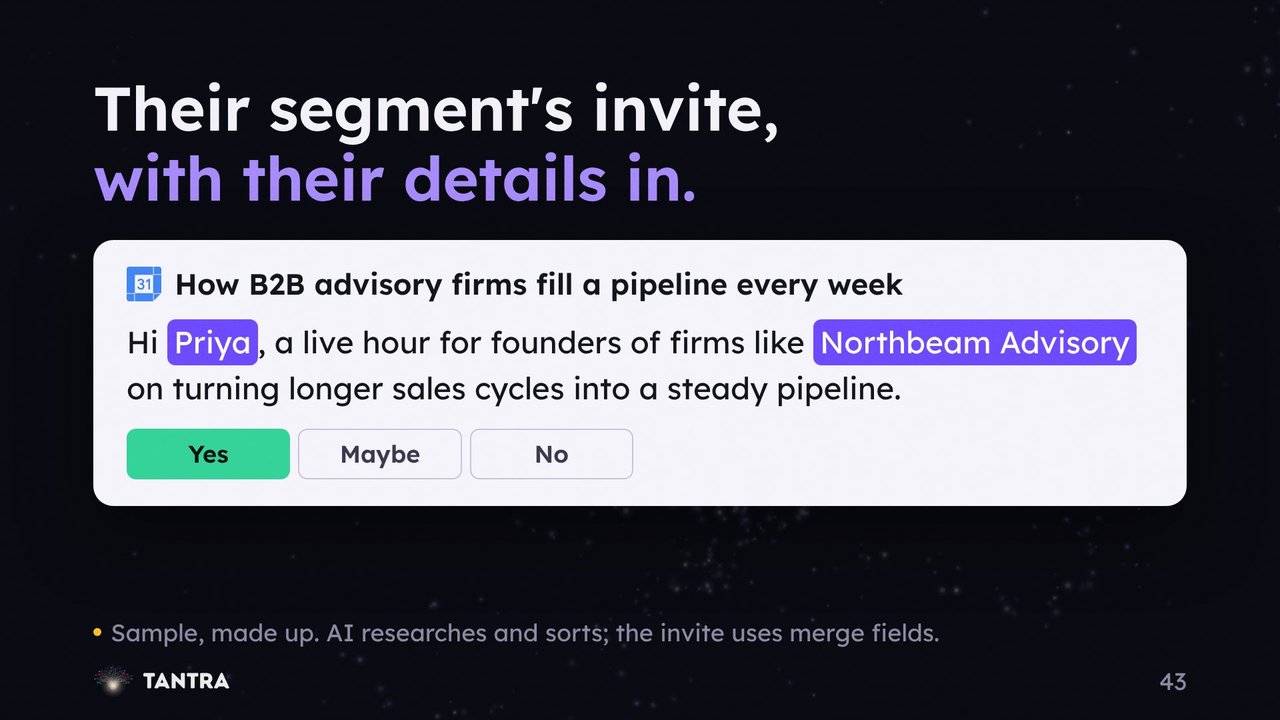 Their segment's invite,
with their details in.
31 How B2B advisory firms fill a pipeline every week
Hi Priya, a live hour for founders of firms like Northbeam Advisory
on turning longer sales cycles into a steady pipeline.
Yes Maybe No
• Sample, made up. AI researches and sorts; the invite uses merge fields.
TANTRA 43